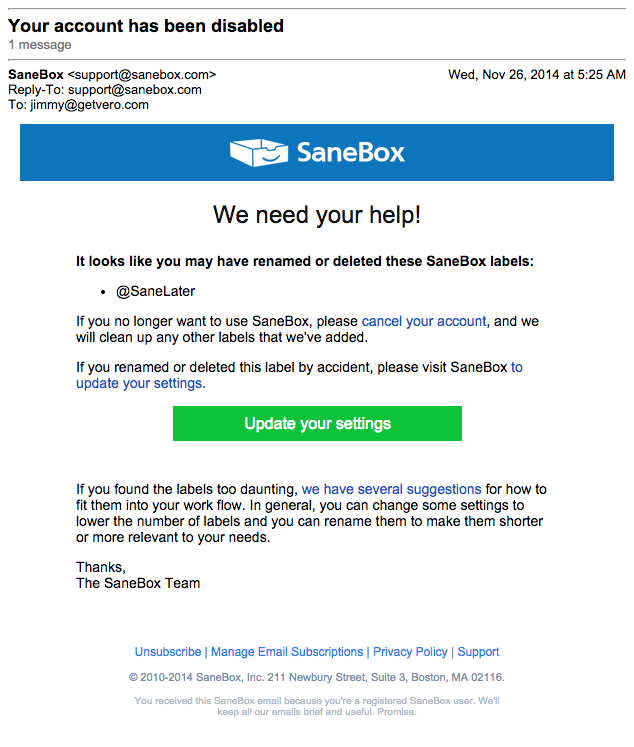 Your account has been disabled
1 message
SaneBox <support@sanebox.com> Wed, Nov 26, 2014 at 5:25 AM
Reply-To: support@sanebox.com
To: jimmy@getvero.com
SaneBox
We need your help!
It looks like you may have renamed or deleted these SaneBox labels:
• @SaneLater
If you no longer want to use SaneBox, please cancel your account, and we
will clean up any other labels that we've added.
If you renamed or deleted this label by accident, please visit SaneBox to
update your settings.
Update your settings
If you found the labels too daunting, we have several suggestions for how to
fit them into your work flow. In general, you can change some settings to
lower the number of labels and you can rename them to make them shorter
or more relevant to your needs.
Thanks,
The SaneBox Team
Unsubscribe | Manage Email Subscriptions | Privacy Policy | Support
© 2010-2014 SaneBox, Inc. 211 Newbury Street, Suite 3, Boston, MA 02116.
You received this SaneBox email because you're a registered SaneBox user. We'll
keep all our emails brief and useful. Promise.